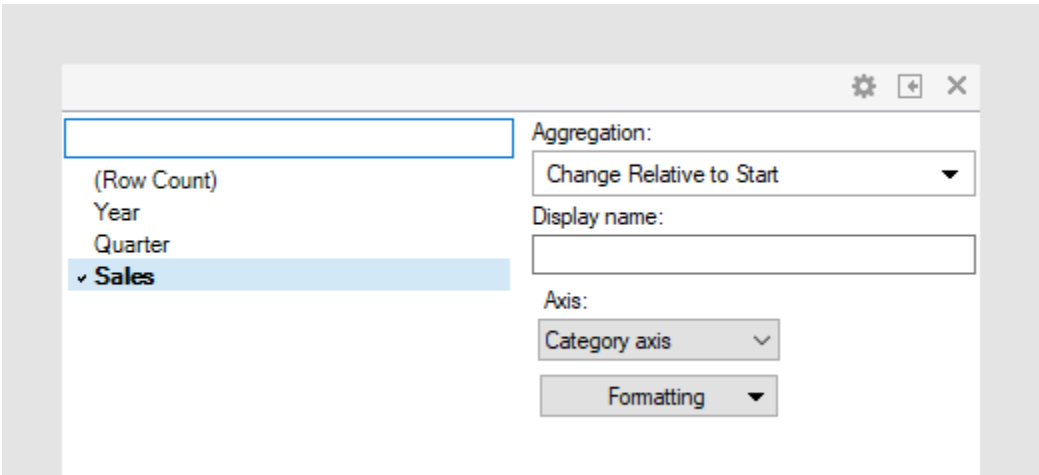 (Row Count)
Year
Quarter
Sales
Aggregation:
Change Relative to Start
Display name:
Axis:
Category axis
Formatting